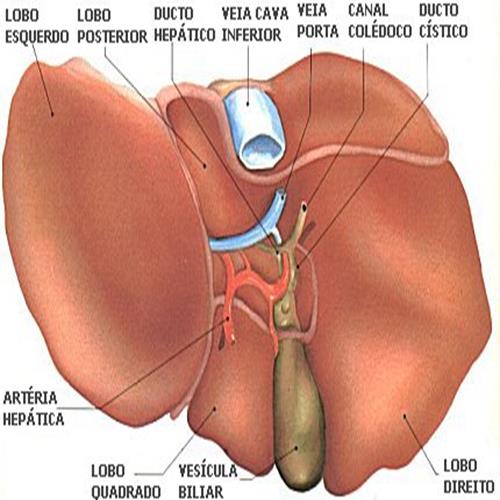 LOBO
ESQUERDO
LOBO
POSTERIOR
DUCTO
HEPÁTICO
VEIA CAVA
INFERIOR
VEIA
PORTA
CANAL
COLÉDOCO
DUCTO
CÍSTICO
ARTÉRIA
HEPÁTICA
LOBO
QUADRADO
VESÍCULA
BILIAR
LOBO
DIREITO